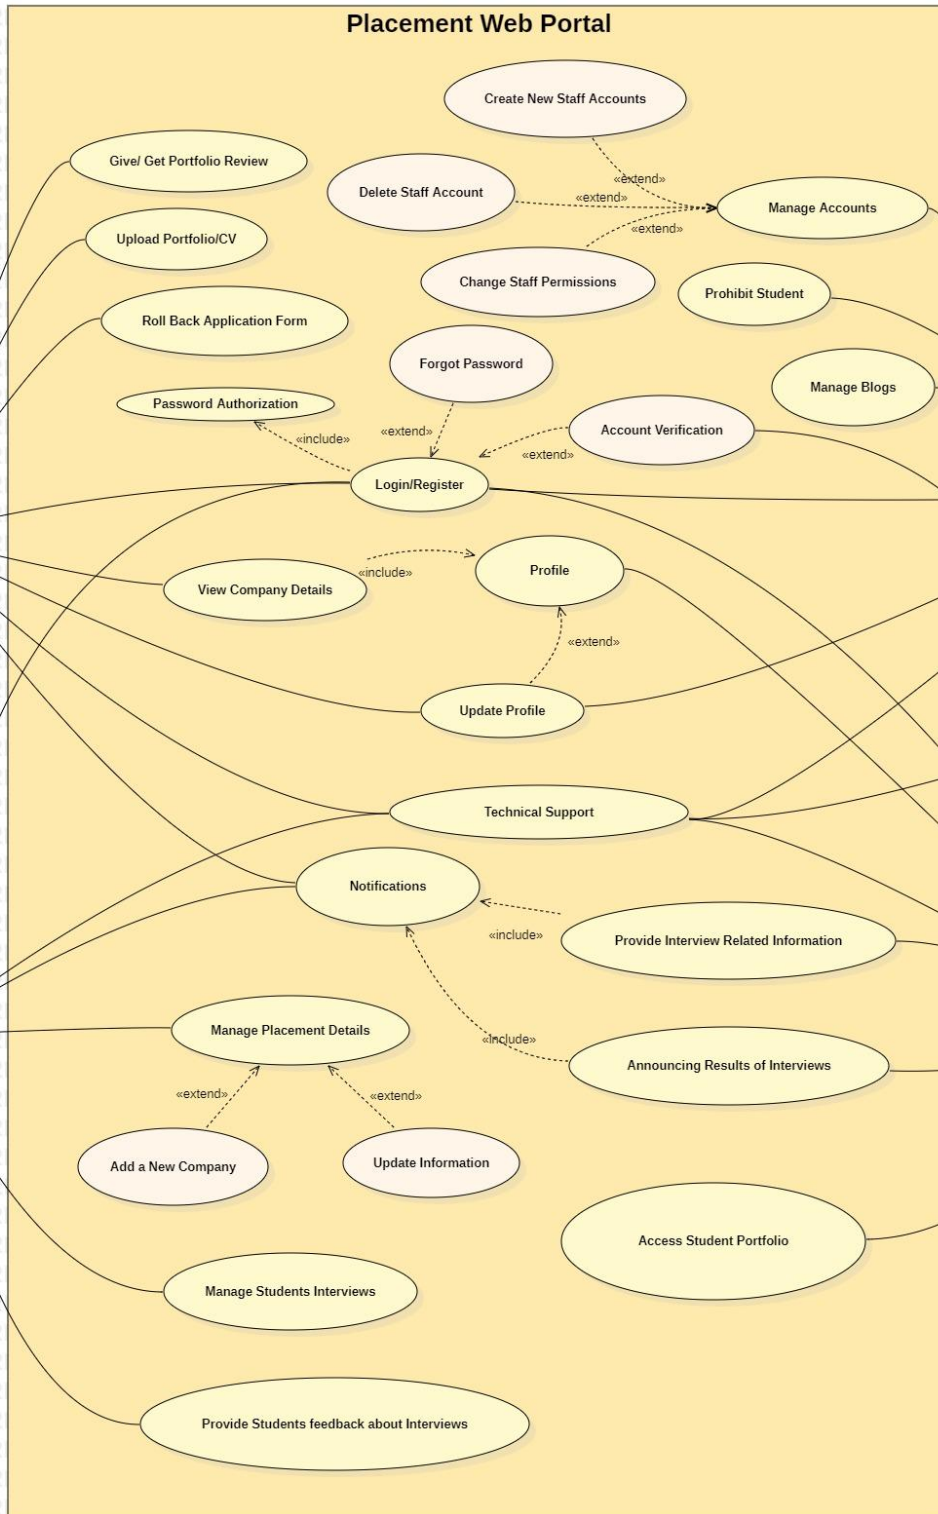 Placement Web Portal
Create New Staff Accounts
Give/ Get Portfolio Review
«extend»
Delete Staff Account
«extend»
Manage Accounts
«extend»
Upload Portfolio/CV
Change Staff Permissions
Prohibit Student
Roll Back Application Form
Forgot Password
Manage Blogs
Password Authorization
«include»
«extend»
Account Verification
«extend»
Login/Register
Profile
«include»
View Company Details
«extend»
Update Profile
Technical Support
Notifications
«include»
Provide Interview Related Information
Manage Placement Details
«include»
Announcing Results of Interviews
«extend»
«extend»
Add a New Company
Update Information
Access Student Portfolio
Manage Students Interviews
Provide Students feedback about Interviews